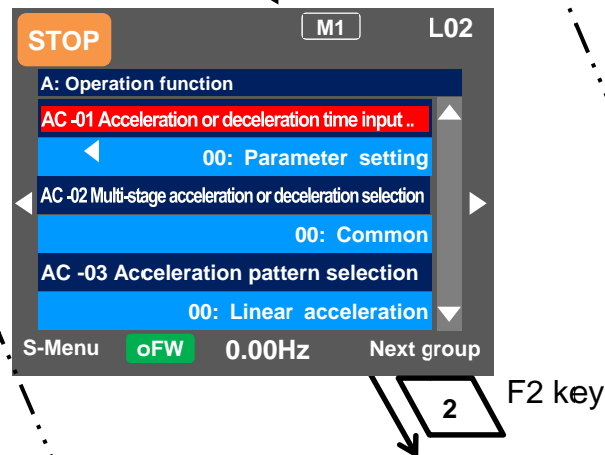 STOP M1 L02
A: Operation function
AC -01 Acceleration or deceleration time input ..
00: Parameter setting
AC -02 Multi-stage acceleration or deceleration selection
00: Common
AC -03 Acceleration pattern selection
00: Linear acceleration
S-Menu oFW 0.00Hz Next group
2 F2 key